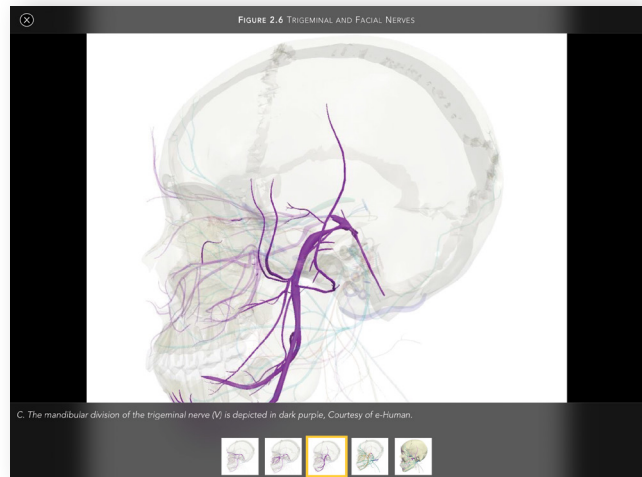 FIGURE 2.6 TRIGEMINAL AND FACIAL NERVES
C. The mandibular division of the trigeminal nerve (V) is depicted in dark purple, Courtesy of e-Human.